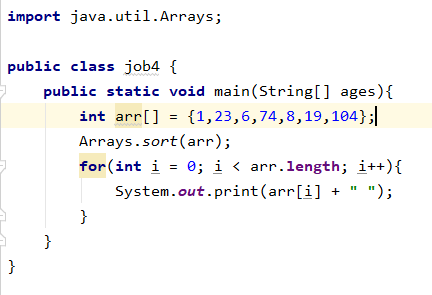 import java.util.Arrays;
public class job4 {
    public static void main(String[] ages){
        int arr[] = {1,23,6,74,8,19,104};
        Arrays.sort(arr);
        for(int i = 0; i < arr.length; i++){
            System.out.print(arr[i] + " ");
        }
    }
}